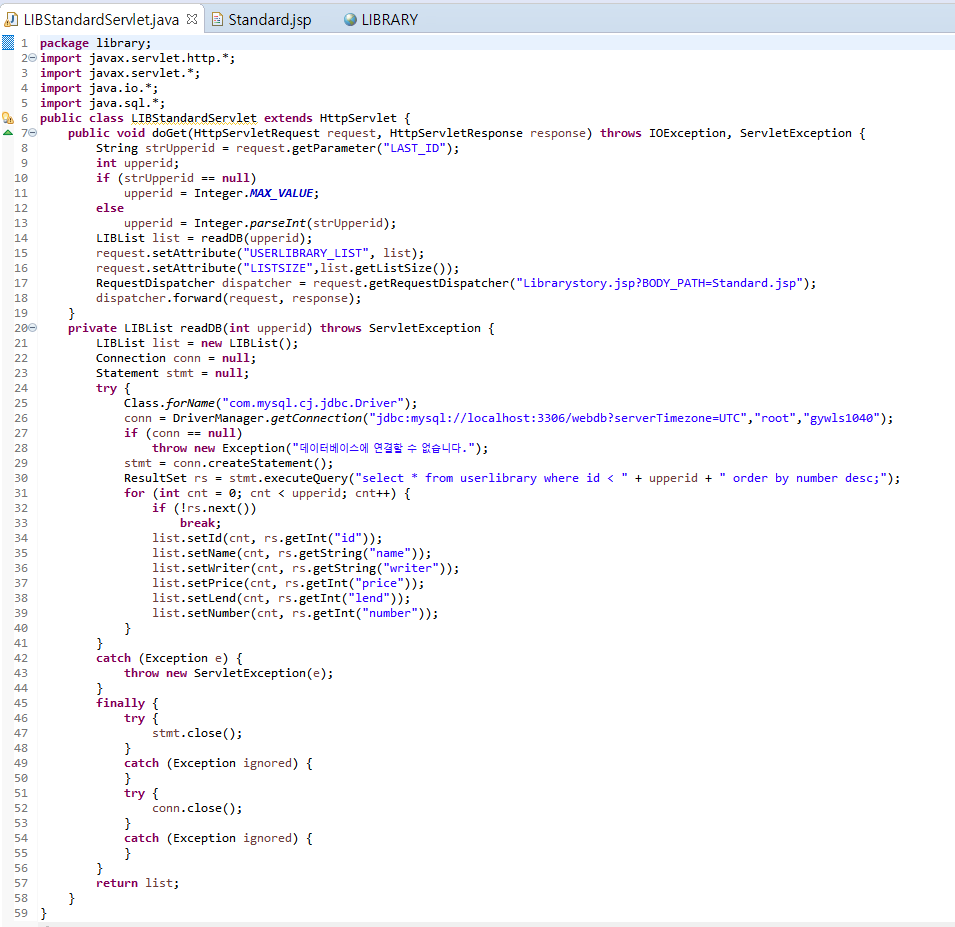 LIBStandardServlet.java Standard.jsp LIBRARY
1 package library;
2 import javax.servlet.http.*;
3 import javax.servlet.*;
4 import java.io.*;
5 import java.sql.*;
6 public class LIBStandardServlet extends HttpServlet {
7 public void doGet(HttpServletRequest request, HttpServletResponse response) throws IOException, ServletException {
8 String strUpperid = request.getParameter("LAST_ID");
9 int upperid;
10 if (strUpperid == null)
11 upperid = Integer.MAX_VALUE;
12 else
13 upperid = Integer.parseInt(strUpperid);
14 LIBList list = readDB(upperid);
15 request.setAttribute("USERLIBRARY_LIST", list);
16 request.setAttribute("LISTSIZE",list.getListSize());
17 RequestDispatcher dispatcher = request.getRequestDispatcher("Librarystory.jsp?BODY_PATH=Standard.jsp");
18 dispatcher.forward(request, response);
19 }
20 private LIBList readDB(int upperid) throws ServletException {
21 LIBList list = new LIBList();
22 Connection conn = null;
23 Statement stmt = null;
24 try {
25 Class.forName("com.mysql.cj.jdbc.Driver");
26 conn = DriverManager.getConnection("jdbc:mysql://localhost:3306/webdb?serverTimezone=UTC","root","gywls1040");
27 if (conn == null)
28 throw new Exception("데이터베이스에 연결할 수 없습니다.");
29 stmt = conn.createStatement();
30 ResultSet rs = stmt.executeQuery("select * from userlibrary where id < " + upperid + " order by number desc;");
31 for (int cnt = 0; cnt < upperid; cnt++) {
32 if (!rs.next())
33 break;
34 list.setId(cnt, rs.getInt("id"));
35 list.setName(cnt, rs.getString("name"));
36 list.setWriter(cnt, rs.getString("writer"));
37 list.setPrice(cnt, rs.getInt("price"));
38 list.setLend(cnt, rs.getInt("lend"));
39 list.setNumber(cnt, rs.getInt("number"));
40 }
41 }
42 catch (Exception e) {
43 throw new ServletException(e);
44 }
45 finally {
46 try {
47 stmt.close();
48 }
49 catch (Exception ignored) {
50 }
51 try {
52 conn.close();
53 }
54 catch (Exception ignored) {
55 }
56 }
57 return list;
58 }
59 }